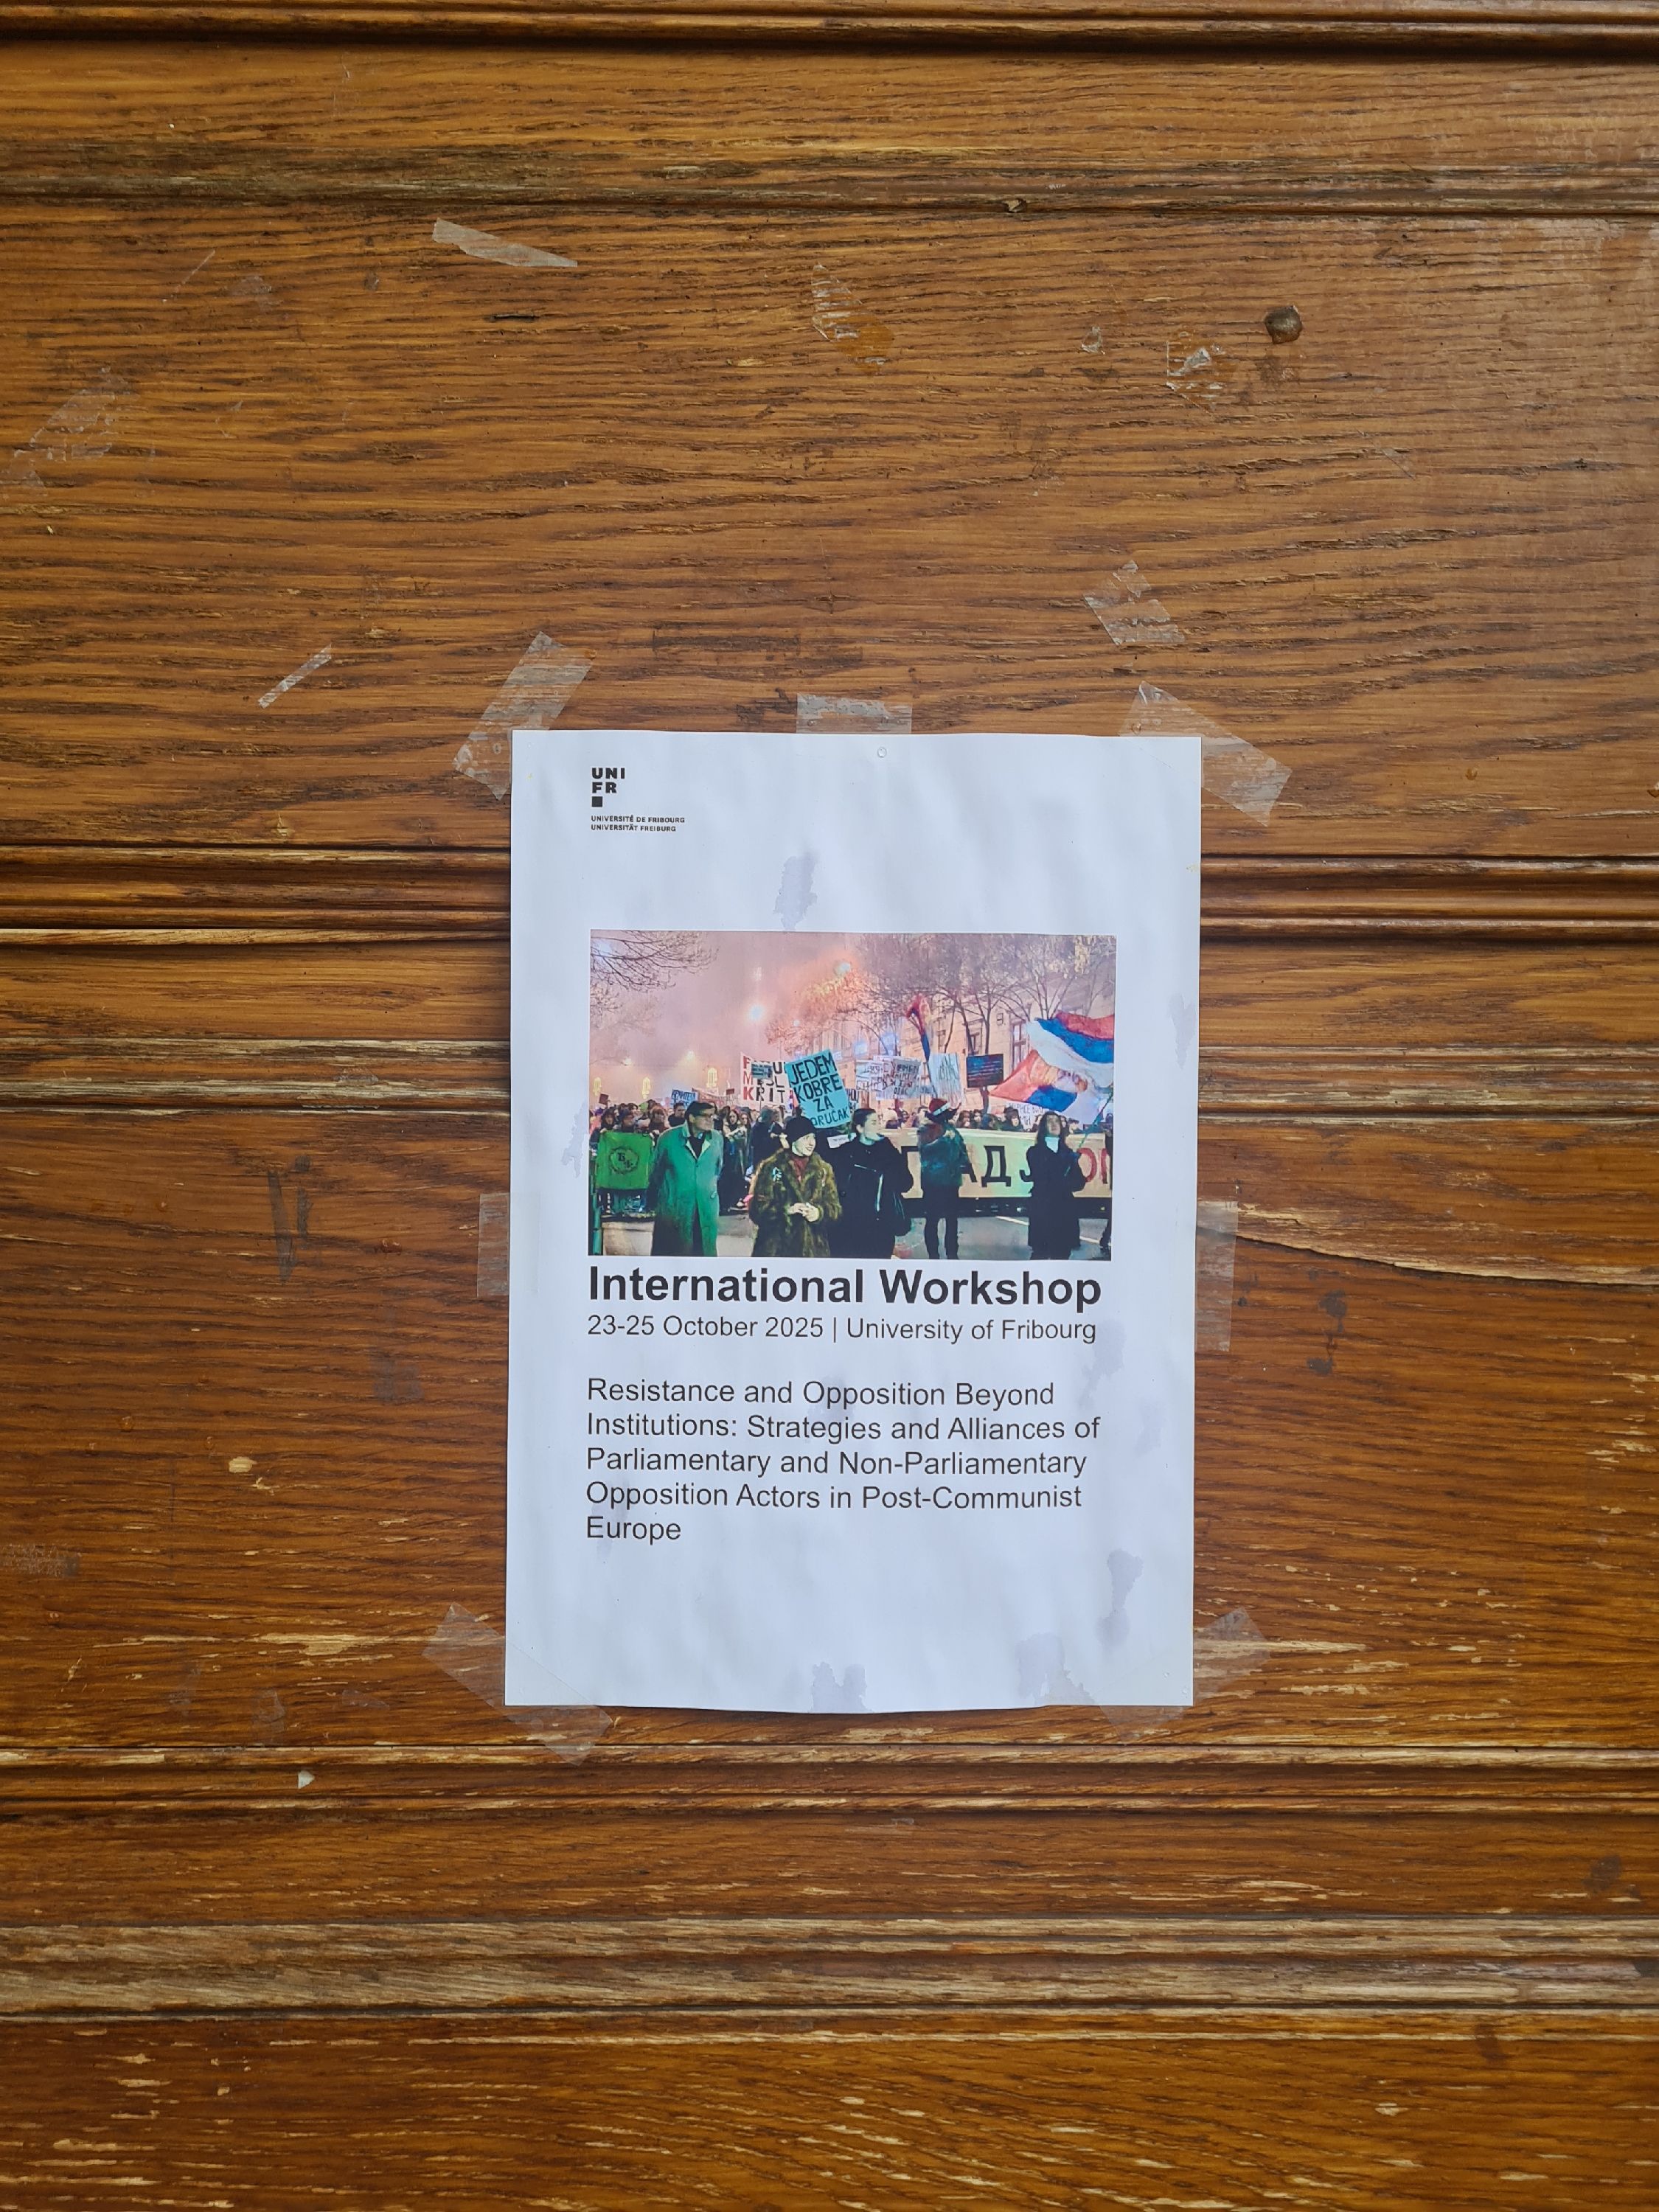 UNI
FR
UNIVERSITÉ DE FRIBOURG
UNIVERSITÄT FREIBURG
JEDEM
KOBRE
ZA
International Workshop
23-25 October 2025 | University of Fribourg
Resistance and Opposition Beyond
Institutions: Strategies and Alliances of
Parliamentary and Non-Parliamentary
Opposition Actors in Post-Communist
Europe